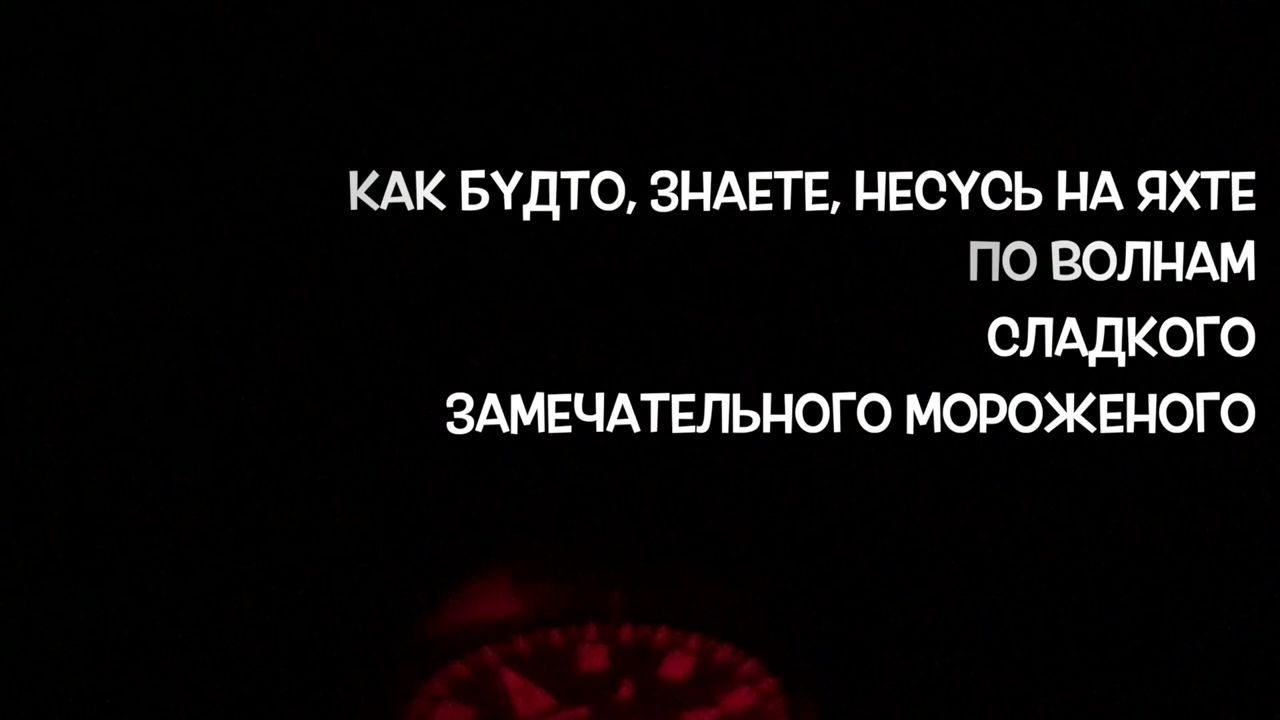 КАК БУДТО, ЗНАЕТЕ, НЕСУСЬ НА ЯХТЕ
ПО ВОЛНАМ
СЛАДКОГО
ЗАМЕЧАТЕЛЬНОГО МОРОЖЕНОГО